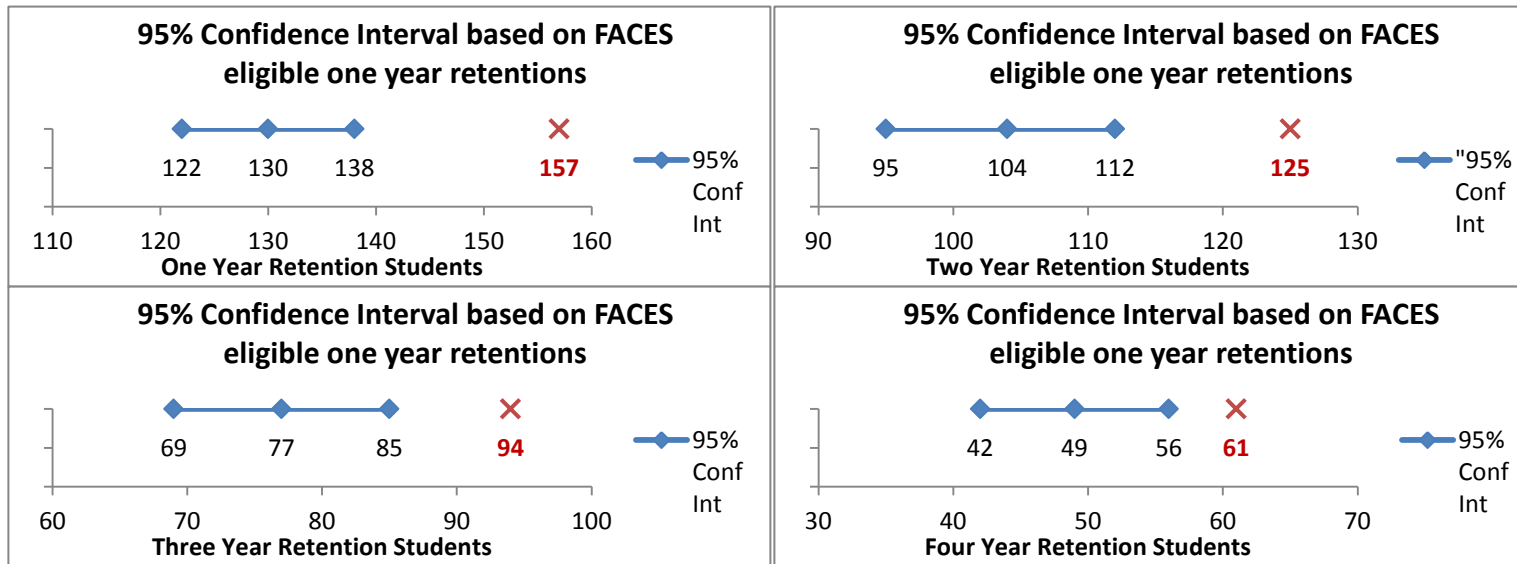 95% Confidence Interval based on FACES
eligible one year retentions
122 130 138 157
95%
Conf
Int
110 120 130 140 150 160
One Year Retention Students
95% Confidence Interval based on FACES
eligible one year retentions
95 104 112 125
"95%
Conf
Int
90 100 110 120 130
Two Year Retention Students
95% Confidence Interval based on FACES
eligible one year retentions
69 77 85 94
95%
Conf
Int
60 70 80 90 100
Three Year Retention Students
95% Confidence Interval based on FACES
eligible one year retentions
42 49 56 61
95%
Conf
Int
30 40 50 60 70
Four Year Retention Students